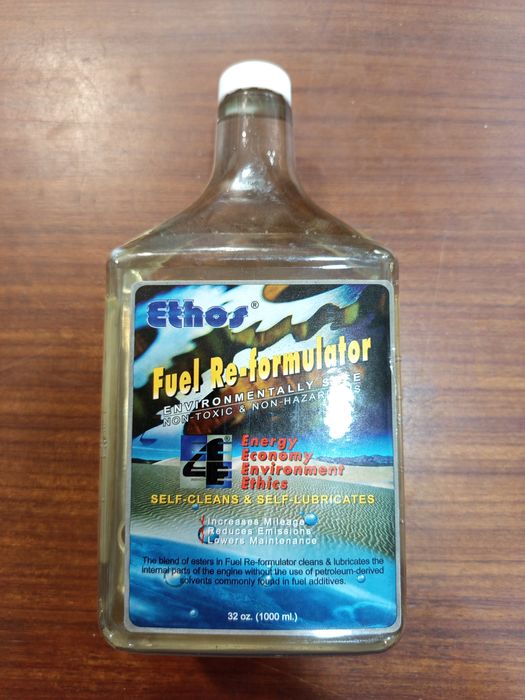 Ethos®
Fuel Re-formulator
ENVIRONMENTALLY SAFE
NON-TOXIC & NON-HAZARDOUS
Energy
Economy
Environment
Ethics
SELF-CLEANS & SELF-LUBRICATES
Increases Mileage
Reduces Emissions
Lowers Maintenance
The blend of esters in Fuel Re-formulator cleans & lubricates the
internal parts of the engine without the use of petroleum-derived
solvents commonly found in fuel additives.
32 oz. (1000 ml.)